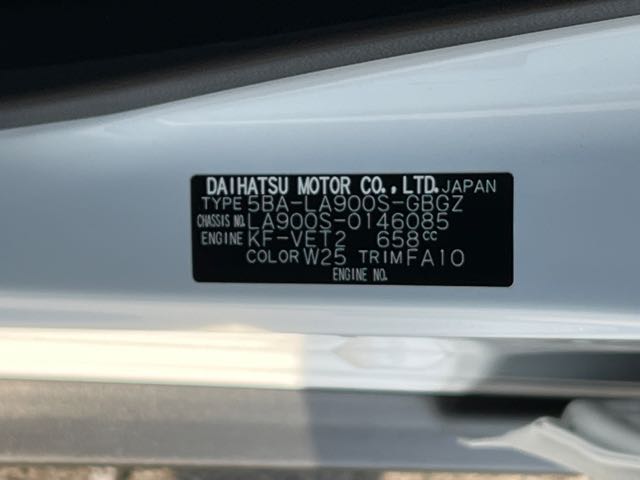 DAIHATSU MOTOR CO., LTD. JAPAN
TYPE 5BA-LA900S-GBGZ
CHASSIS NO. LA900S-0146085
ENGINE KF-VET2 658CC
COLOR W25 TRIM FA10
ENGINE NO.